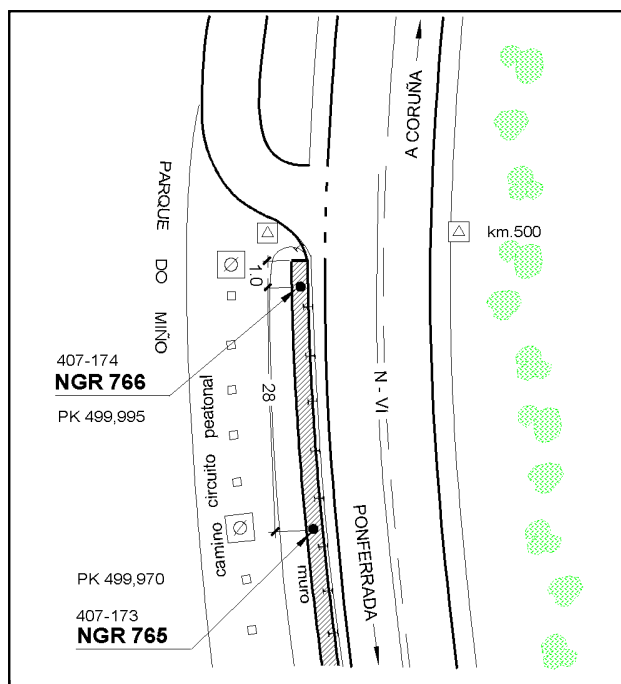 A CORUÑA
PARQUE DO MIÑO
km.500
1.0
407-174
NGR 766
PK 499,995
28
N - VI
camino circuito peatonal
PONFERRADA
muro
PK 499,970
407-173
NGR 765